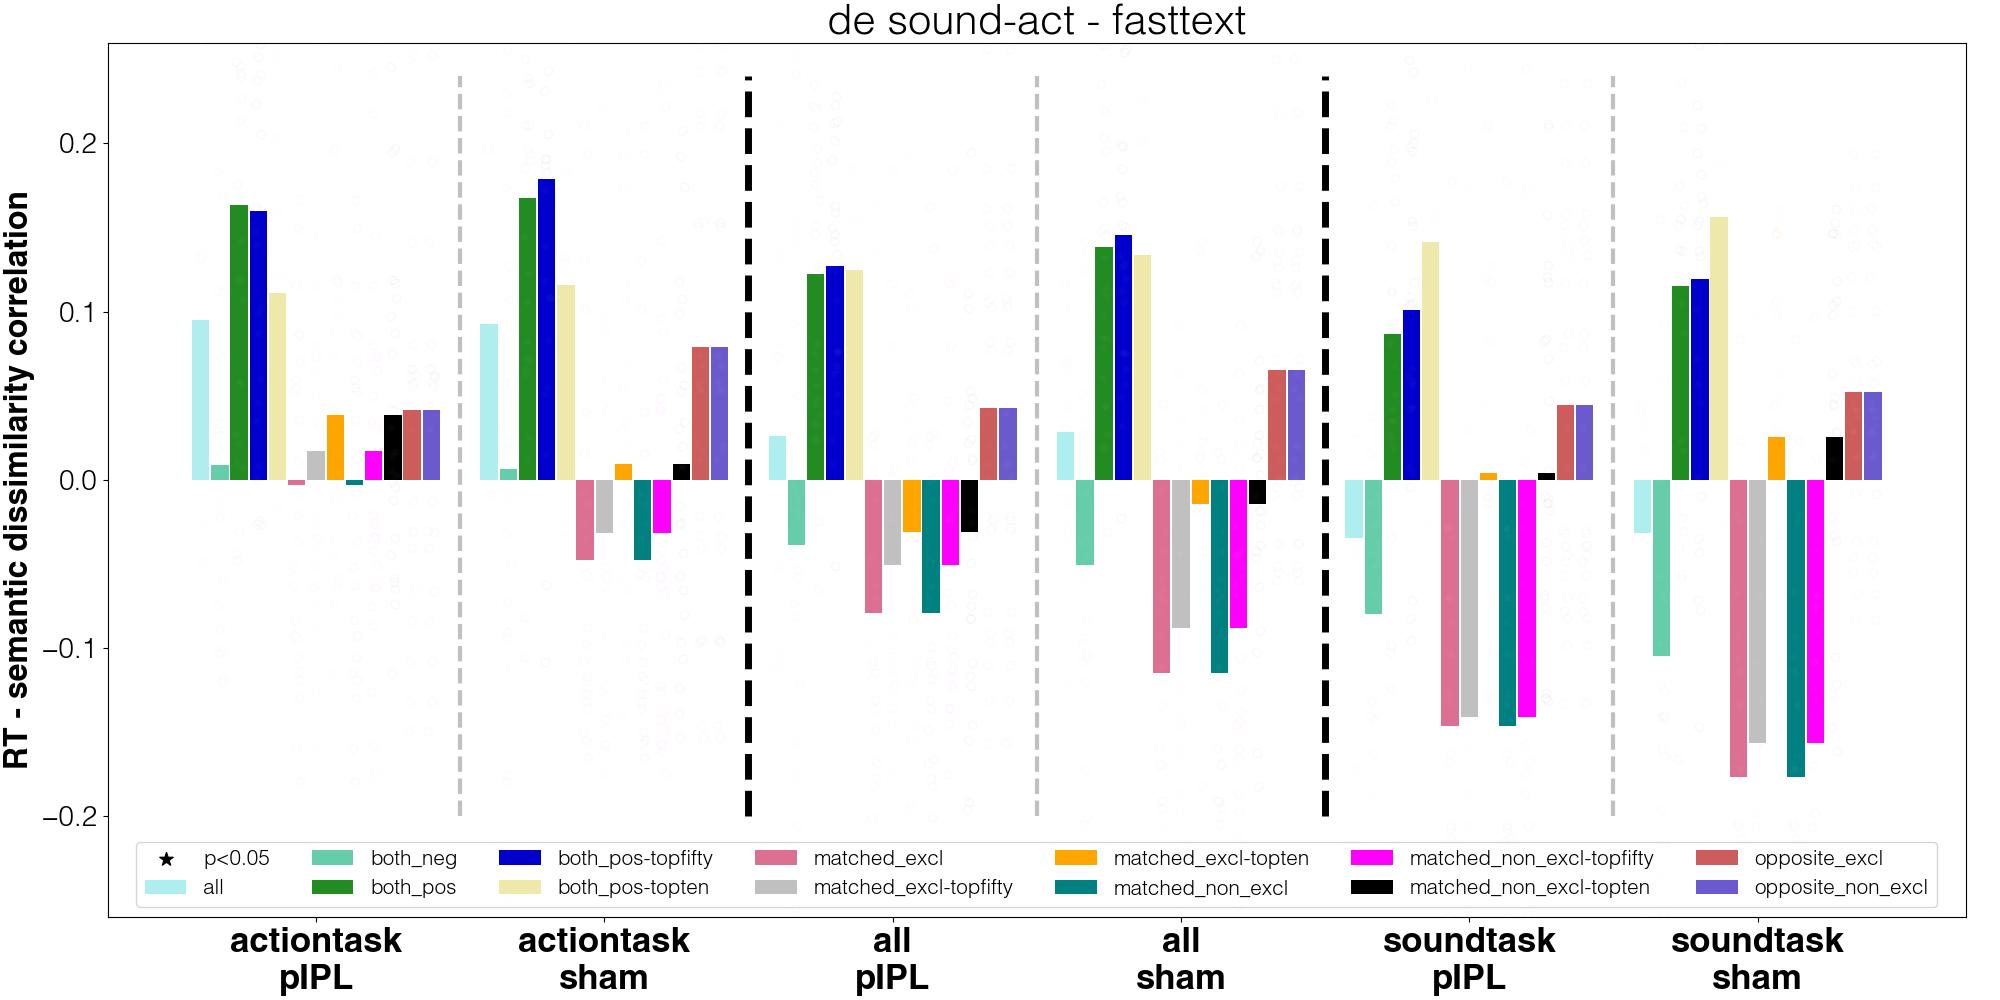 de sound-act - fasttext
RT - semantic dissimilarity correlation
0.2
0.1
0.0
−0.1
−0.2
p<0.05
all
both_neg
both_pos
both_pos-topfifty
both_pos-topten
matched_excl
matched_excl-topfifty
matched_excl-topten
matched_non_excl
matched_non_excl-topfifty
matched_non_excl-topten
opposite_excl
opposite_non_excl
actiontask
pIPL
actiontask
sham
all
pIPL
all
sham
soundtask
pIPL
soundtask
sham